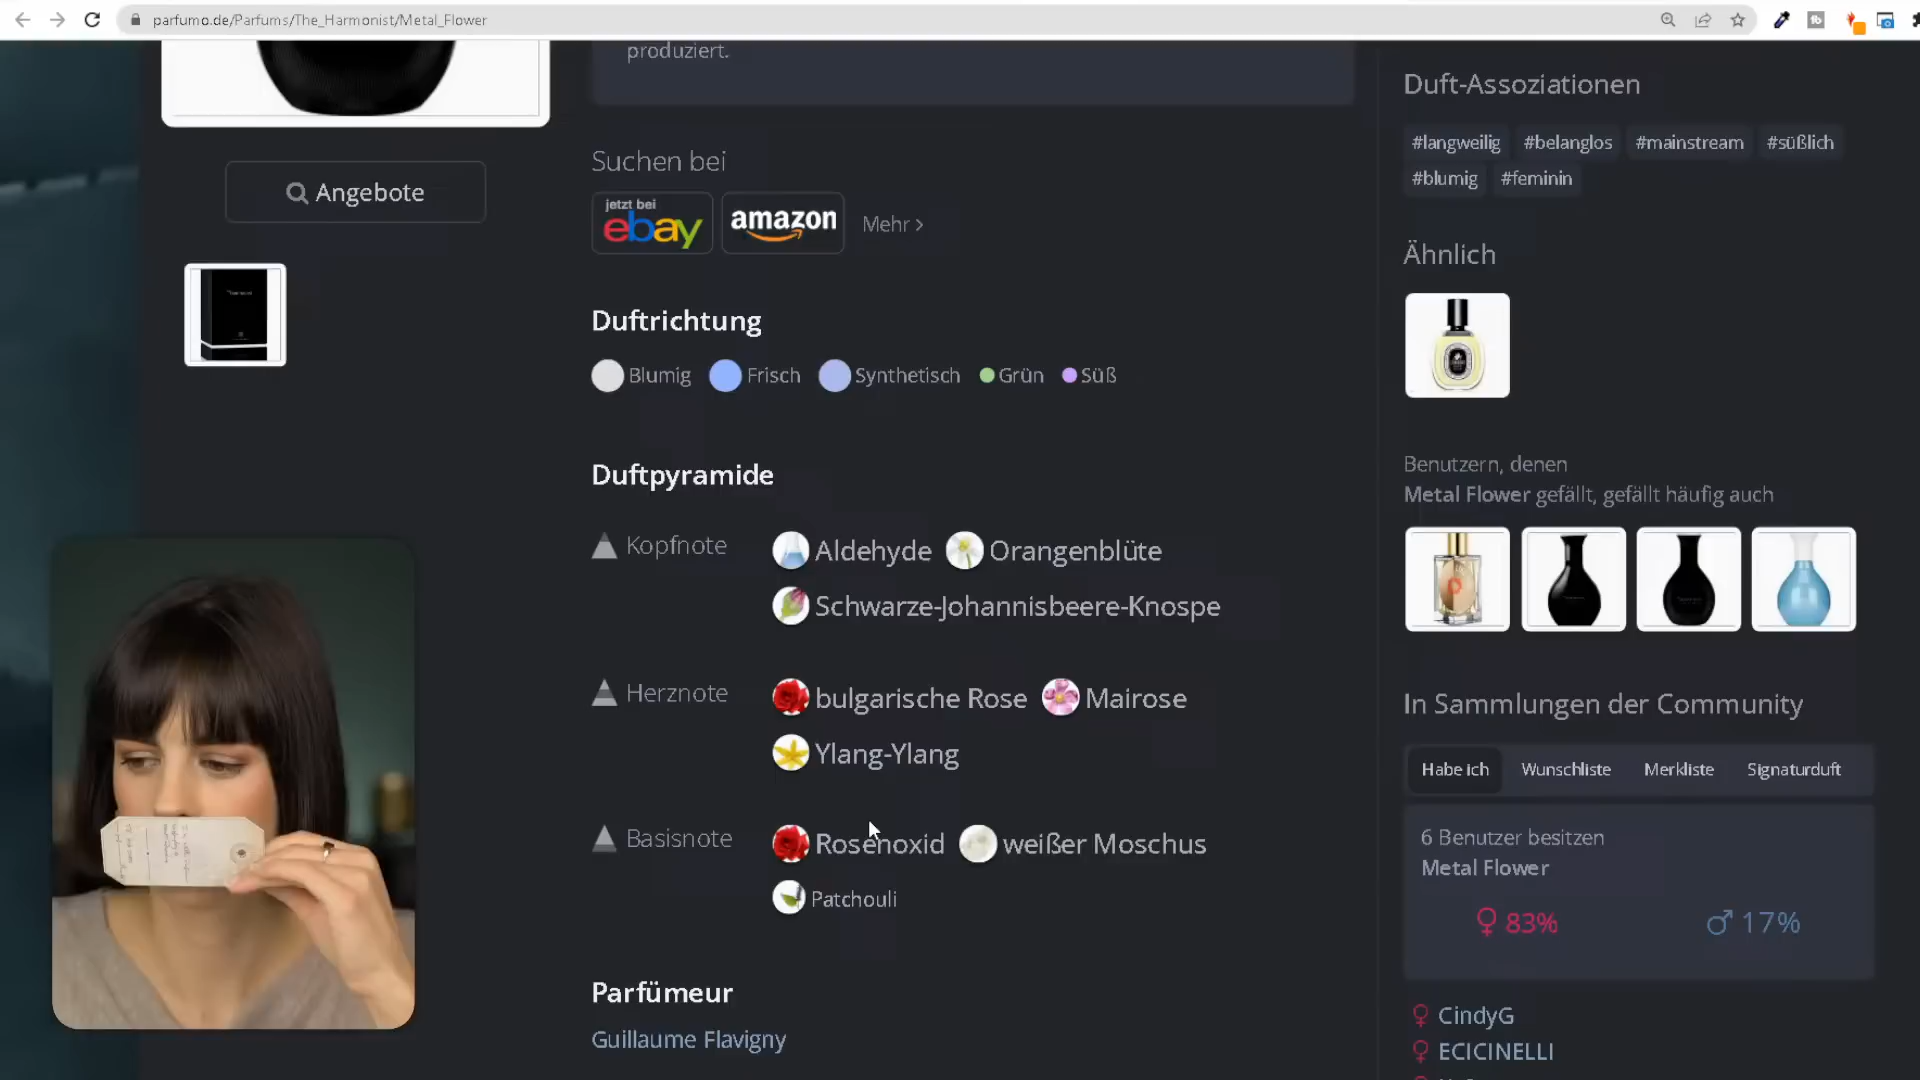 parfumo.de/Parfums/The_Harmonist/Metal_Flower
produziert.
Angebote
Suchen bei
jetzt bei
ebay
amazon
Mehr >
Duftrichtung
Blumig Frisch Synthetisch Grün Süß
Duftpyramide
Kopfnote
Aldehyde Orangenblüte
Schwarze-Johannisbeere-Knospe
Herznote
bulgarische Rose Mairose
Ylang-Ylang
Basisnote
Rosenoxid weißer Moschus
Patchouli
Parfümeur
Guillaume Flavigny
Duft-Assoziationen
#langweilig #belanglos #mainstream #süßlich
#blumig #feminin
Ähnlich
Benutzern, denen
Metal Flower gefällt, gefällt häufig auch
In Sammlungen der Community
Habe ich Wunschliste Merkliste Signaturduft
6 Benutzer besitzen
Metal Flower
♀ 83% ♂ 17%
♀ CindyG
♀ ECICINELLI